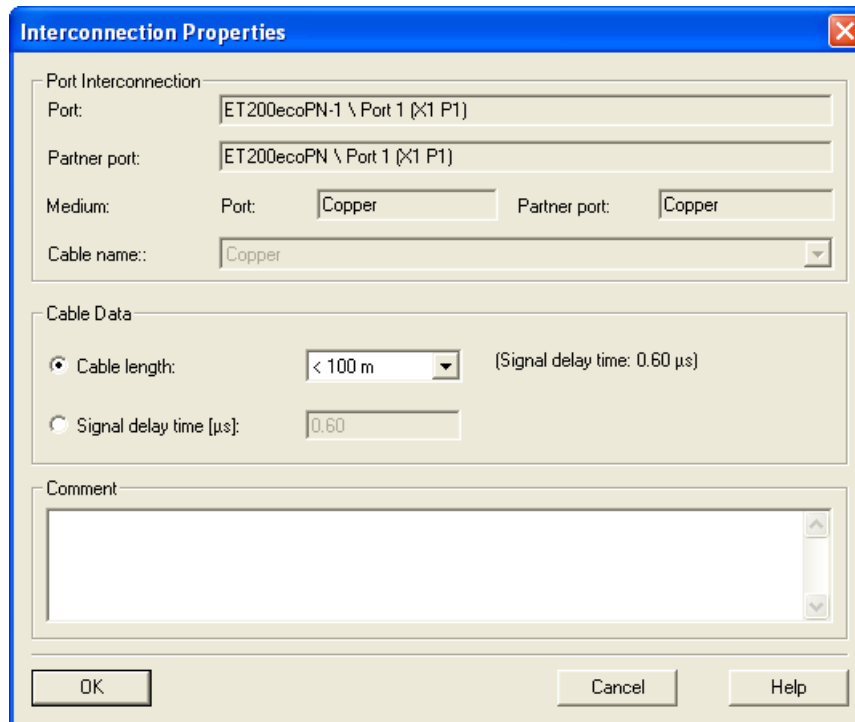 Interconnection Properties
Port Interconnection
Port: ET200ecoPN-1 \ Port 1 (X1 P1)
Partner port: ET200ecoPN \ Port 1 (X1 P1)
Medium: Port: Copper Partner port: Copper
Cable name:: Copper
Cable Data
Cable length: < 100 m (Signal delay time: 0.60 µs)
Signal delay time [µs]: 0.60
Comment
OK Cancel Help